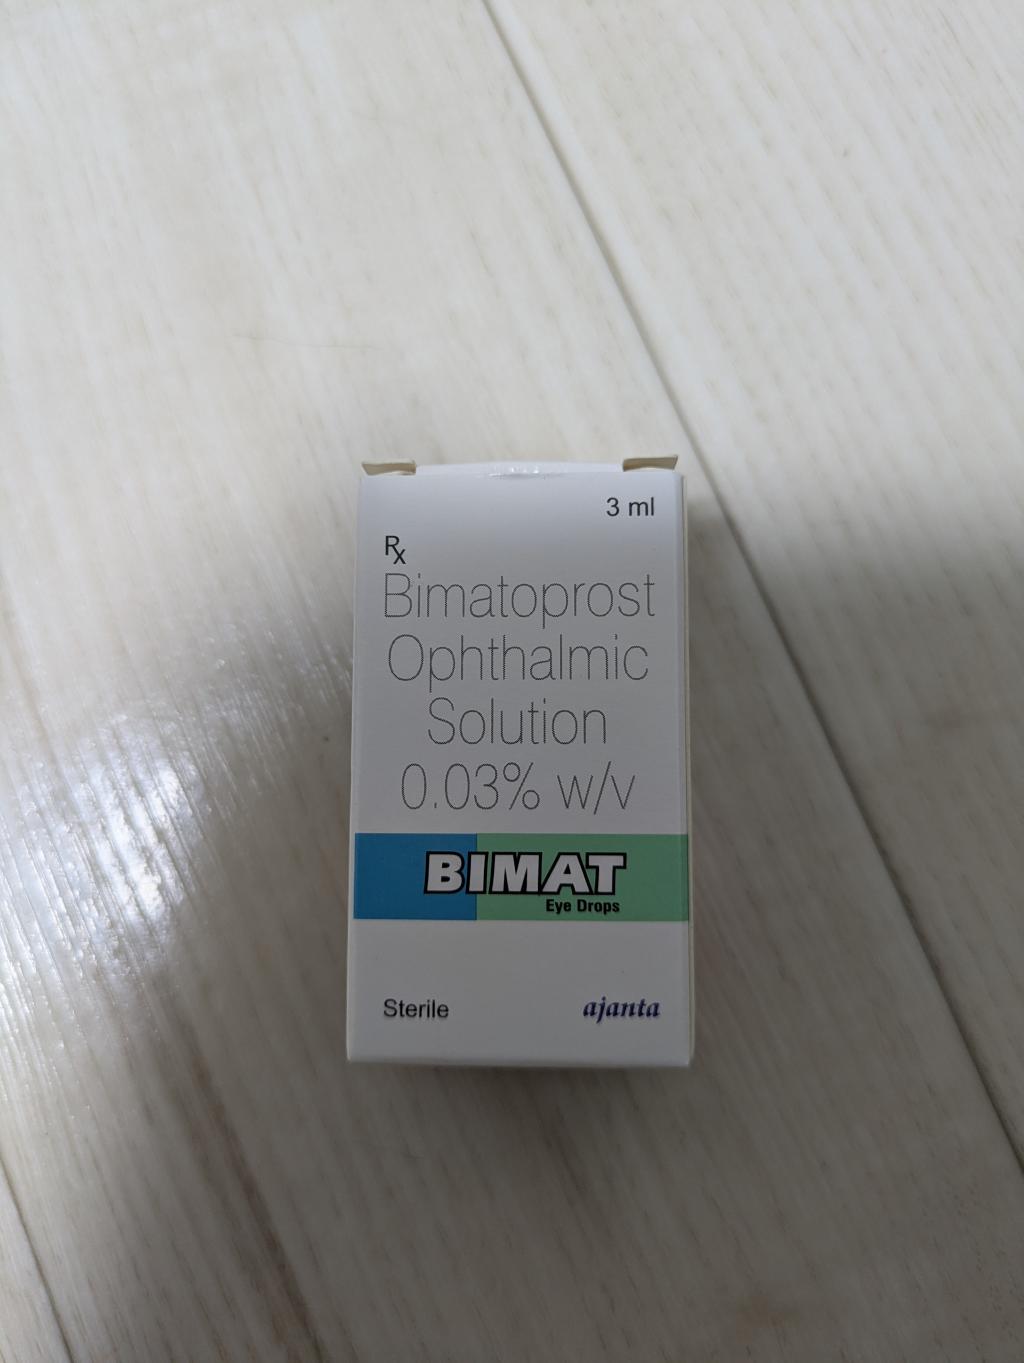 3 ml
Rx
Bimatoprost
Ophthalmic
Solution
0.03% w/v
BIMAT
Eye Drops
Sterile
ajanta